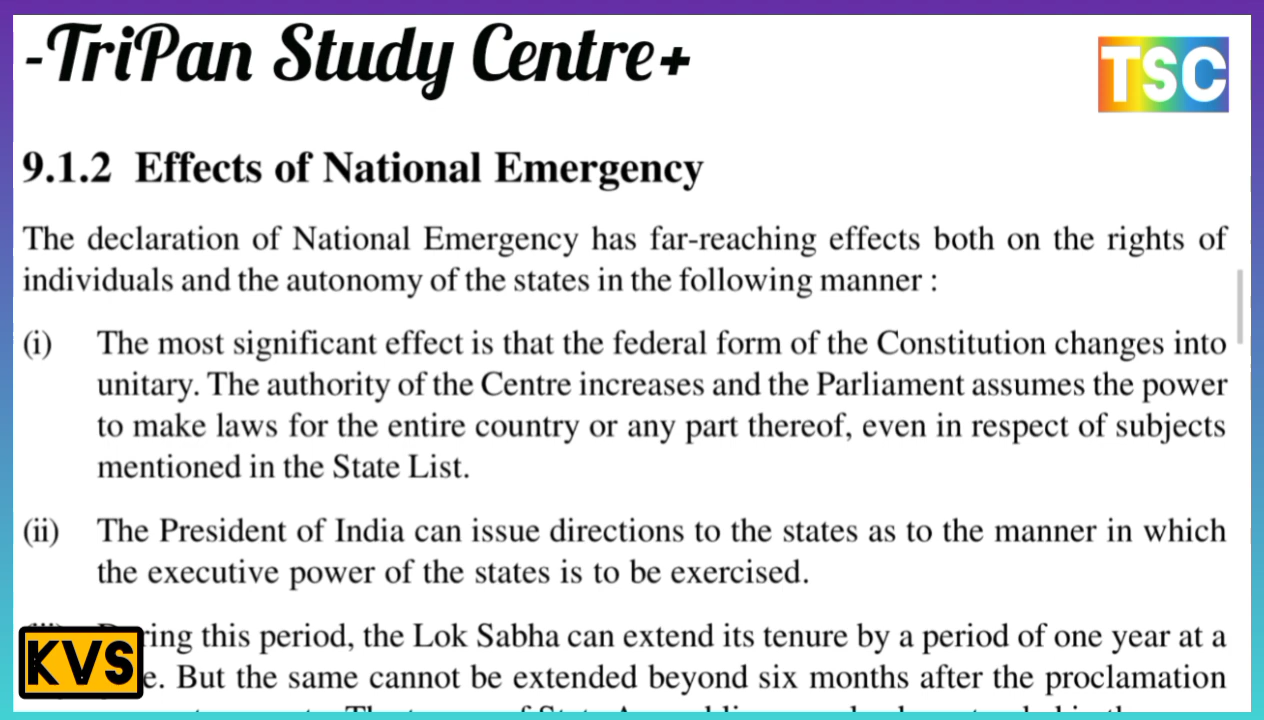 -TriPan Study Centre+
TSC
9.1.2 Effects of National Emergency
The declaration of National Emergency has far-reaching effects both on the rights of
individuals and the autonomy of the states in the following manner :
(i) The most significant effect is that the federal form of the Constitution changes into
unitary. The authority of the Centre increases and the Parliament assumes the power
to make laws for the entire country or any part thereof, even in respect of subjects
mentioned in the State List.
(ii) The President of India can issue directions to the states as to the manner in which
the executive power of the states is to be exercised.
this period, the Lok Sabha can extend its tenure by a period of one year at a
But the same cannot be extended beyond six months after the proclamation
KVS